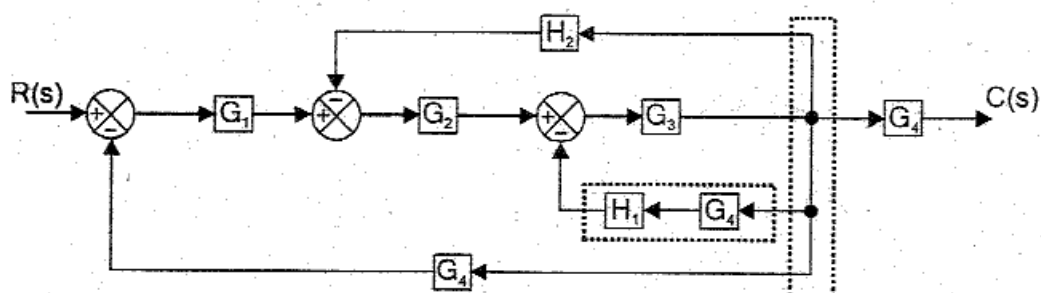 H₂
R(s) + - G₁ + - G₂ + - G₃ G₄ C(s)
H₁ G₄
G₄